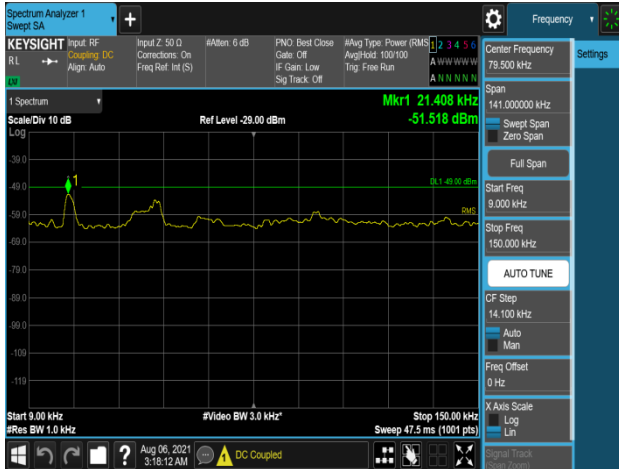 Spectrum Analyzer 1
Swept SA
+
Frequency
KEYSIGHT
Input: RF
Coupling: DC
Align: Auto
Input Z: 50 Ω
Corrections: On
Freq Ref: Int (S)
#Atten: 6 dB
PNO: Best Close
Gate: Off
IF Gain: Low
Sig Track: Off
#Avg Type: Power (RMS
Avg|Hold: 100/100
Trig: Free Run
1 2 3 4 5 6
A W W W W W
A N N N N N
R L
LV
Center Frequency
79.500 kHz
Settings
Span
141.000000 kHz
Swept Span
Zero Span
Full Span
Start Freq
9.000 kHz
Stop Freq
150.000 kHz
AUTO TUNE
CF Step
14.100 kHz
Auto
Man
Freq Offset
0 Hz
X Axis Scale
Log
Lin
Signal Track
(Span Zoom)
1 Spectrum
Scale/Div 10 dB
Ref Level -29.00 dBm
Mkr1 21.408 kHz
-51.518 dBm
Log
-39.0
-49.0
-59.0
-69.0
-79.0
-89.0
-99.0
-109
-119
1
DL1 -49.00 dBm
RMS
Start 9.00 kHz
#Res BW 1.0 kHz
#Video BW 3.0 kHz*
Stop 150.00 kHz
Sweep 47.5 ms (1001 pts)
?
Aug 06, 2021
3:18:12 AM
DC Coupled